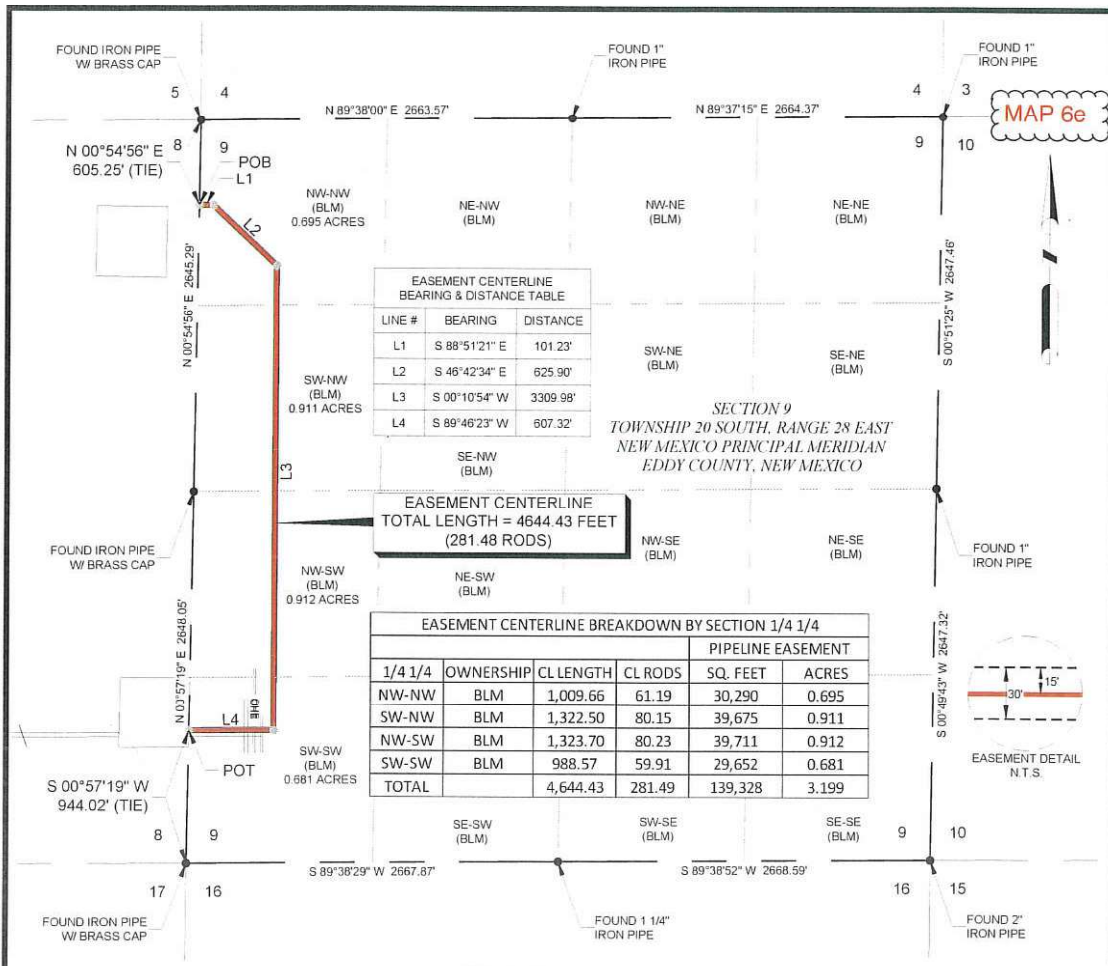 FOUND IRON PIPE
W/ BRASS CAP
FOUND 1"
IRON PIPE
FOUND 1"
IRON PIPE
5 4
4 3
N 89°38'00" E 2663.57'
N 89°37'15" E 2664.37'
MAP 6e
8 9
9 10
N 00°54'56" E
605.25' (TIE)
POB
L1
L2
NW-NW
(BLM)
0.695 ACRES
NE-NW
(BLM)
NW-NE
(BLM)
NE-NE
(BLM)
N 00°54'56" E 2645.29'
S 00°51'25" W 2647.46'
EASEMENT CENTERLINE
BEARING & DISTANCE TABLE
LINE # BEARING DISTANCE
L1 S 88°51'21" E 101.23'
L2 S 46°42'34" E 625.90'
L3 S 00°10'54" W 3309.98'
L4 S 89°46'23" W 607.32'
SW-NW
(BLM)
0.911 ACRES
SW-NE
(BLM)
SE-NE
(BLM)
SECTION 9
TOWNSHIP 20 SOUTH, RANGE 28 EAST
NEW MEXICO PRINCIPAL MERIDIAN
EDDY COUNTY, NEW MEXICO
SE-NW
(BLM)
L3
EASEMENT CENTERLINE
TOTAL LENGTH = 4644.43 FEET
(281.48 RODS)
FOUND IRON PIPE
W/ BRASS CAP
NW-SW
(BLM)
0.912 ACRES
NE-SW
(BLM)
NW-SE
(BLM)
NE-SE
(BLM)
FOUND 1"
IRON PIPE
EASEMENT CENTERLINE BREAKDOWN BY SECTION 1/4 1/4
PIPELINE EASEMENT
1/4 1/4 OWNERSHIP CL LENGTH CL RODS SQ. FEET ACRES
NW-NW BLM 1,009.66 61.19 30,290 0.695
SW-NW BLM 1,322.50 80.15 39,675 0.911
NW-SW BLM 1,323.70 80.23 39,711 0.912
SW-SW BLM 988.57 59.91 29,652 0.681
TOTAL 4,644.43 281.49 139,328 3.199
N 00°57'19" E 2648.05'
S 00°49'43" W 2647.32'
OHE
L4
POT
15'
30'
EASEMENT DETAIL
N.T.S.
SW-SW
(BLM)
0.681 ACRES
S 00°57'19" W
944.02' (TIE)
SE-SW
(BLM)
SW-SE
(BLM)
SE-SE
(BLM)
8 9
9 10
S 89°38'29" W 2667.87'
S 89°38'52" W 2668.59'
17 16
16 15
FOUND IRON PIPE
W/ BRASS CAP
FOUND 1 1/4"
IRON PIPE
FOUND 2"
IRON PIPE